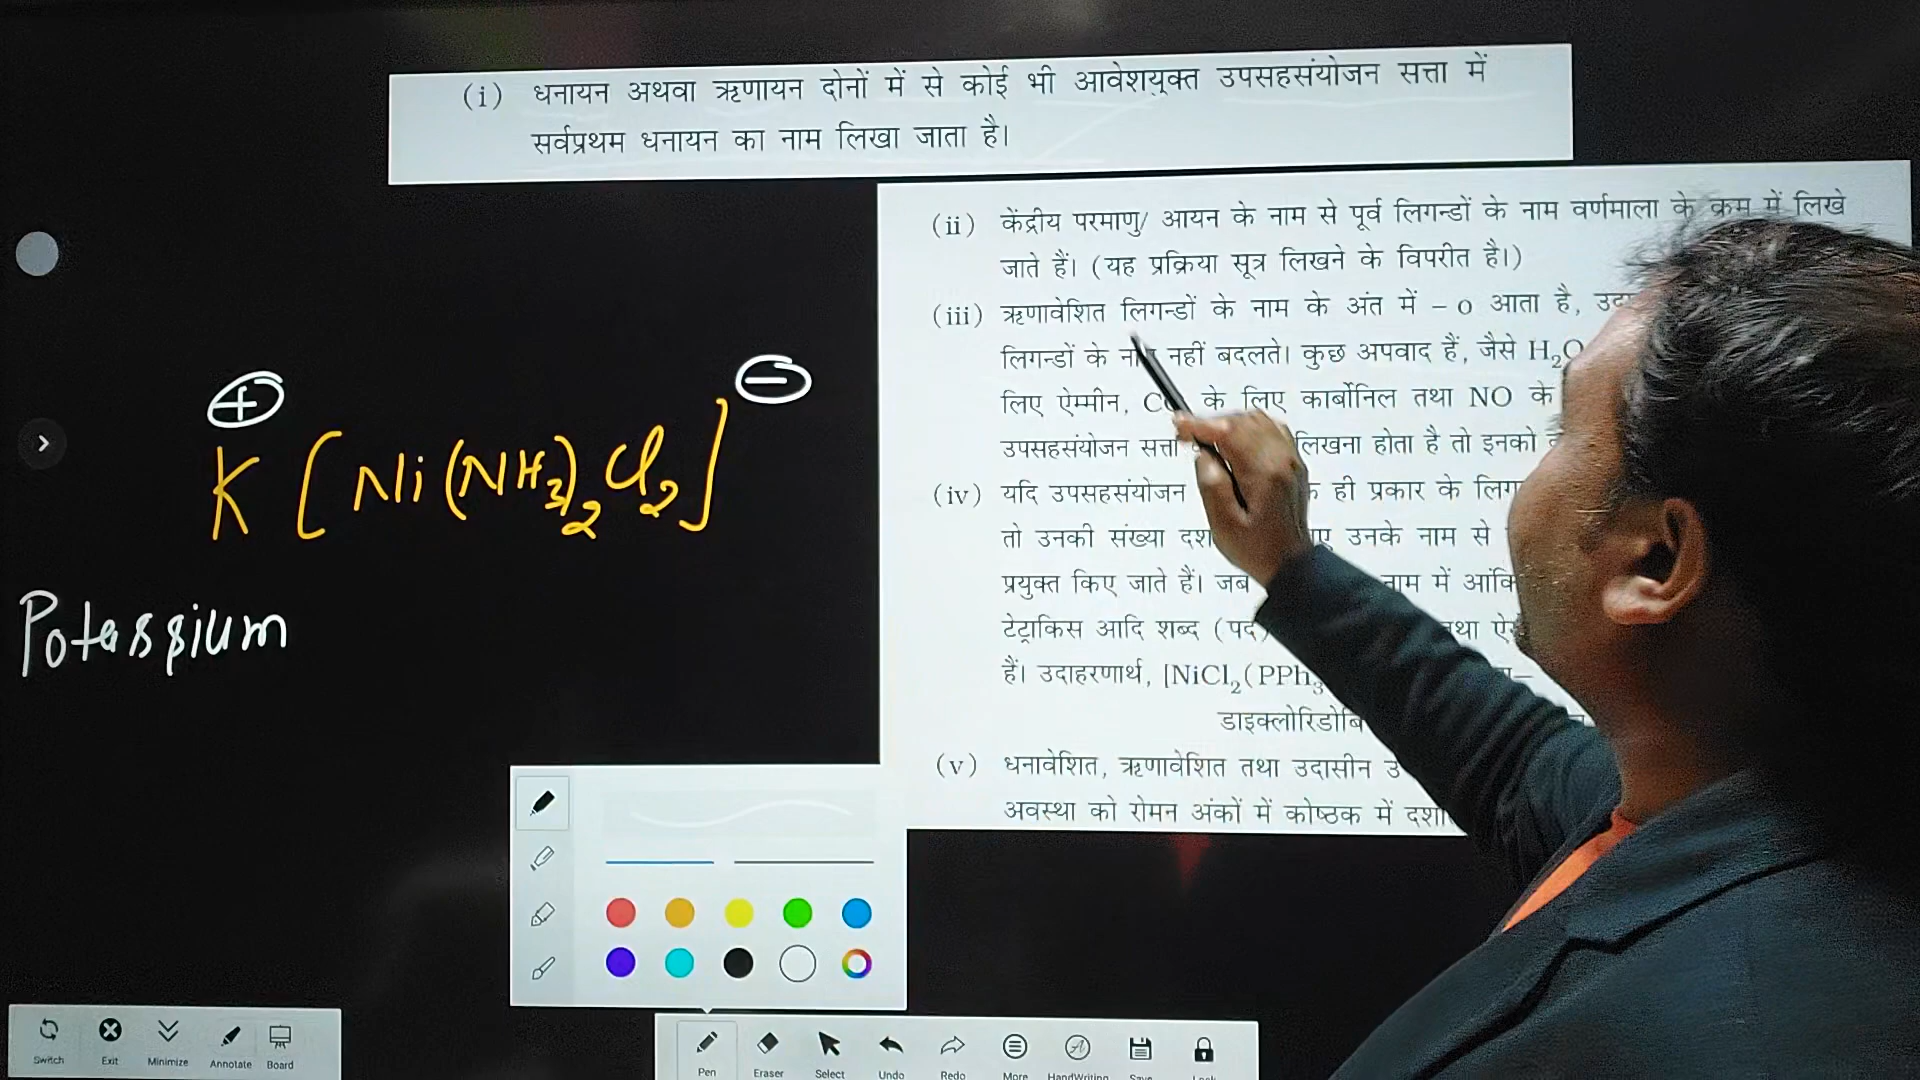 (i) धनायन अथवा ऋणायन दोनों में से कोई भी आवेशयुक्त उपसहसंयोजन सत्ता में
सर्वप्रथम धनायन का नाम लिखा जाता है।
(ii) केंद्रीय परमाणु/ आयन के नाम से पूर्व लिगन्डों के नाम वर्णमाला के क्रम में लिखे
जाते हैं। (यह प्रक्रिया सूत्र लिखने के विपरीत है।)
(iii) ऋणावेशित लिगन्डों के नाम के अंत में – o आता है,
लिगन्डों के नहीं बदलते। कुछ अपवाद हैं, जैसे H₂O
लिए ऐम्मीन, के लिए कार्बोनिल तथा NO के
उपसहसंयोजन सत्ता लिखना होता है तो इनको
(iv) यदि उपसहसंयोजन ही प्रकार के
तो उनकी संख्या उनके नाम से
प्रयुक्त किए जाते हैं। जब नाम में
टेट्राकिस आदि शब्द (पद)
हैं। उदाहरणार्थ, [NiCl₂(PPh₃
डाइक्लोरिडोबि
(v) धनावेशित, ऋणावेशित तथा उदासीन
अवस्था को रोमन अंकों में कोष्ठक में
+ −
K [Ni(NH₃)₂Cl₂]
Potassium
Switch Exit Minimize Annotate Board
Pen Eraser Select Undo Redo More HandWriting Save